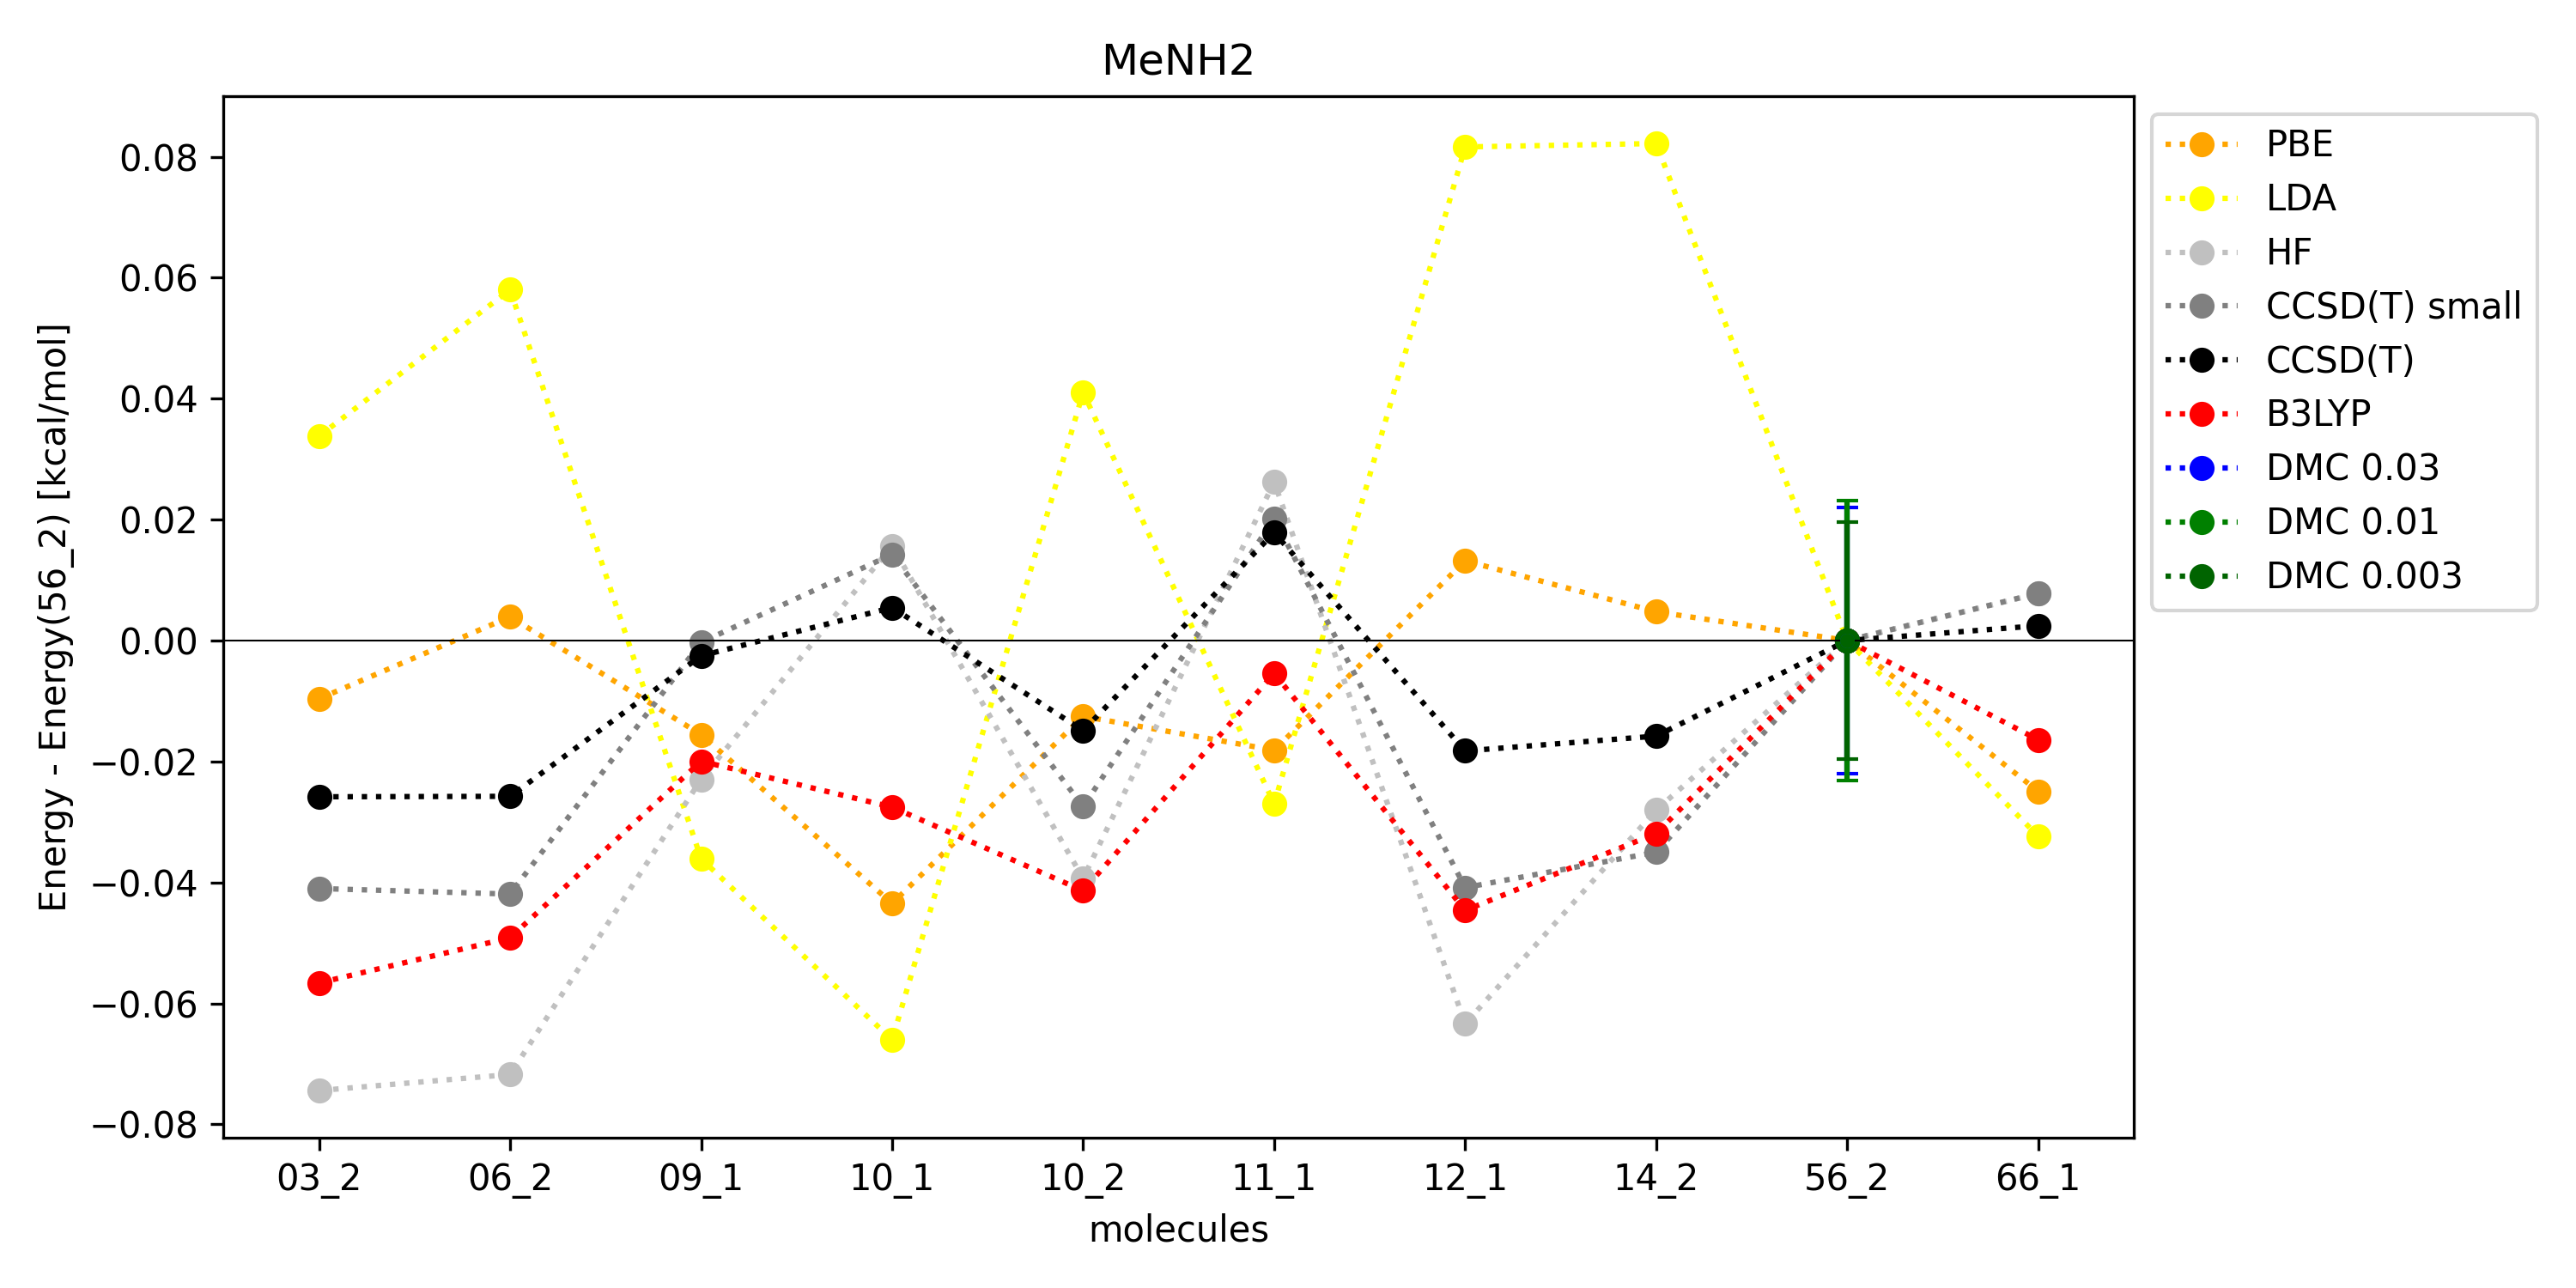 MeNH2
Energy - Energy(56_2) [kcal/mol]
0.08
0.06
0.04
0.02
0.00
−0.02
−0.04
−0.06
−0.08
03_2 06_2 09_1 10_1 10_2 11_1 12_1 14_2 56_2 66_1
molecules
PBE
LDA
HF
CCSD(T) small
CCSD(T)
B3LYP
DMC 0.03
DMC 0.01
DMC 0.003